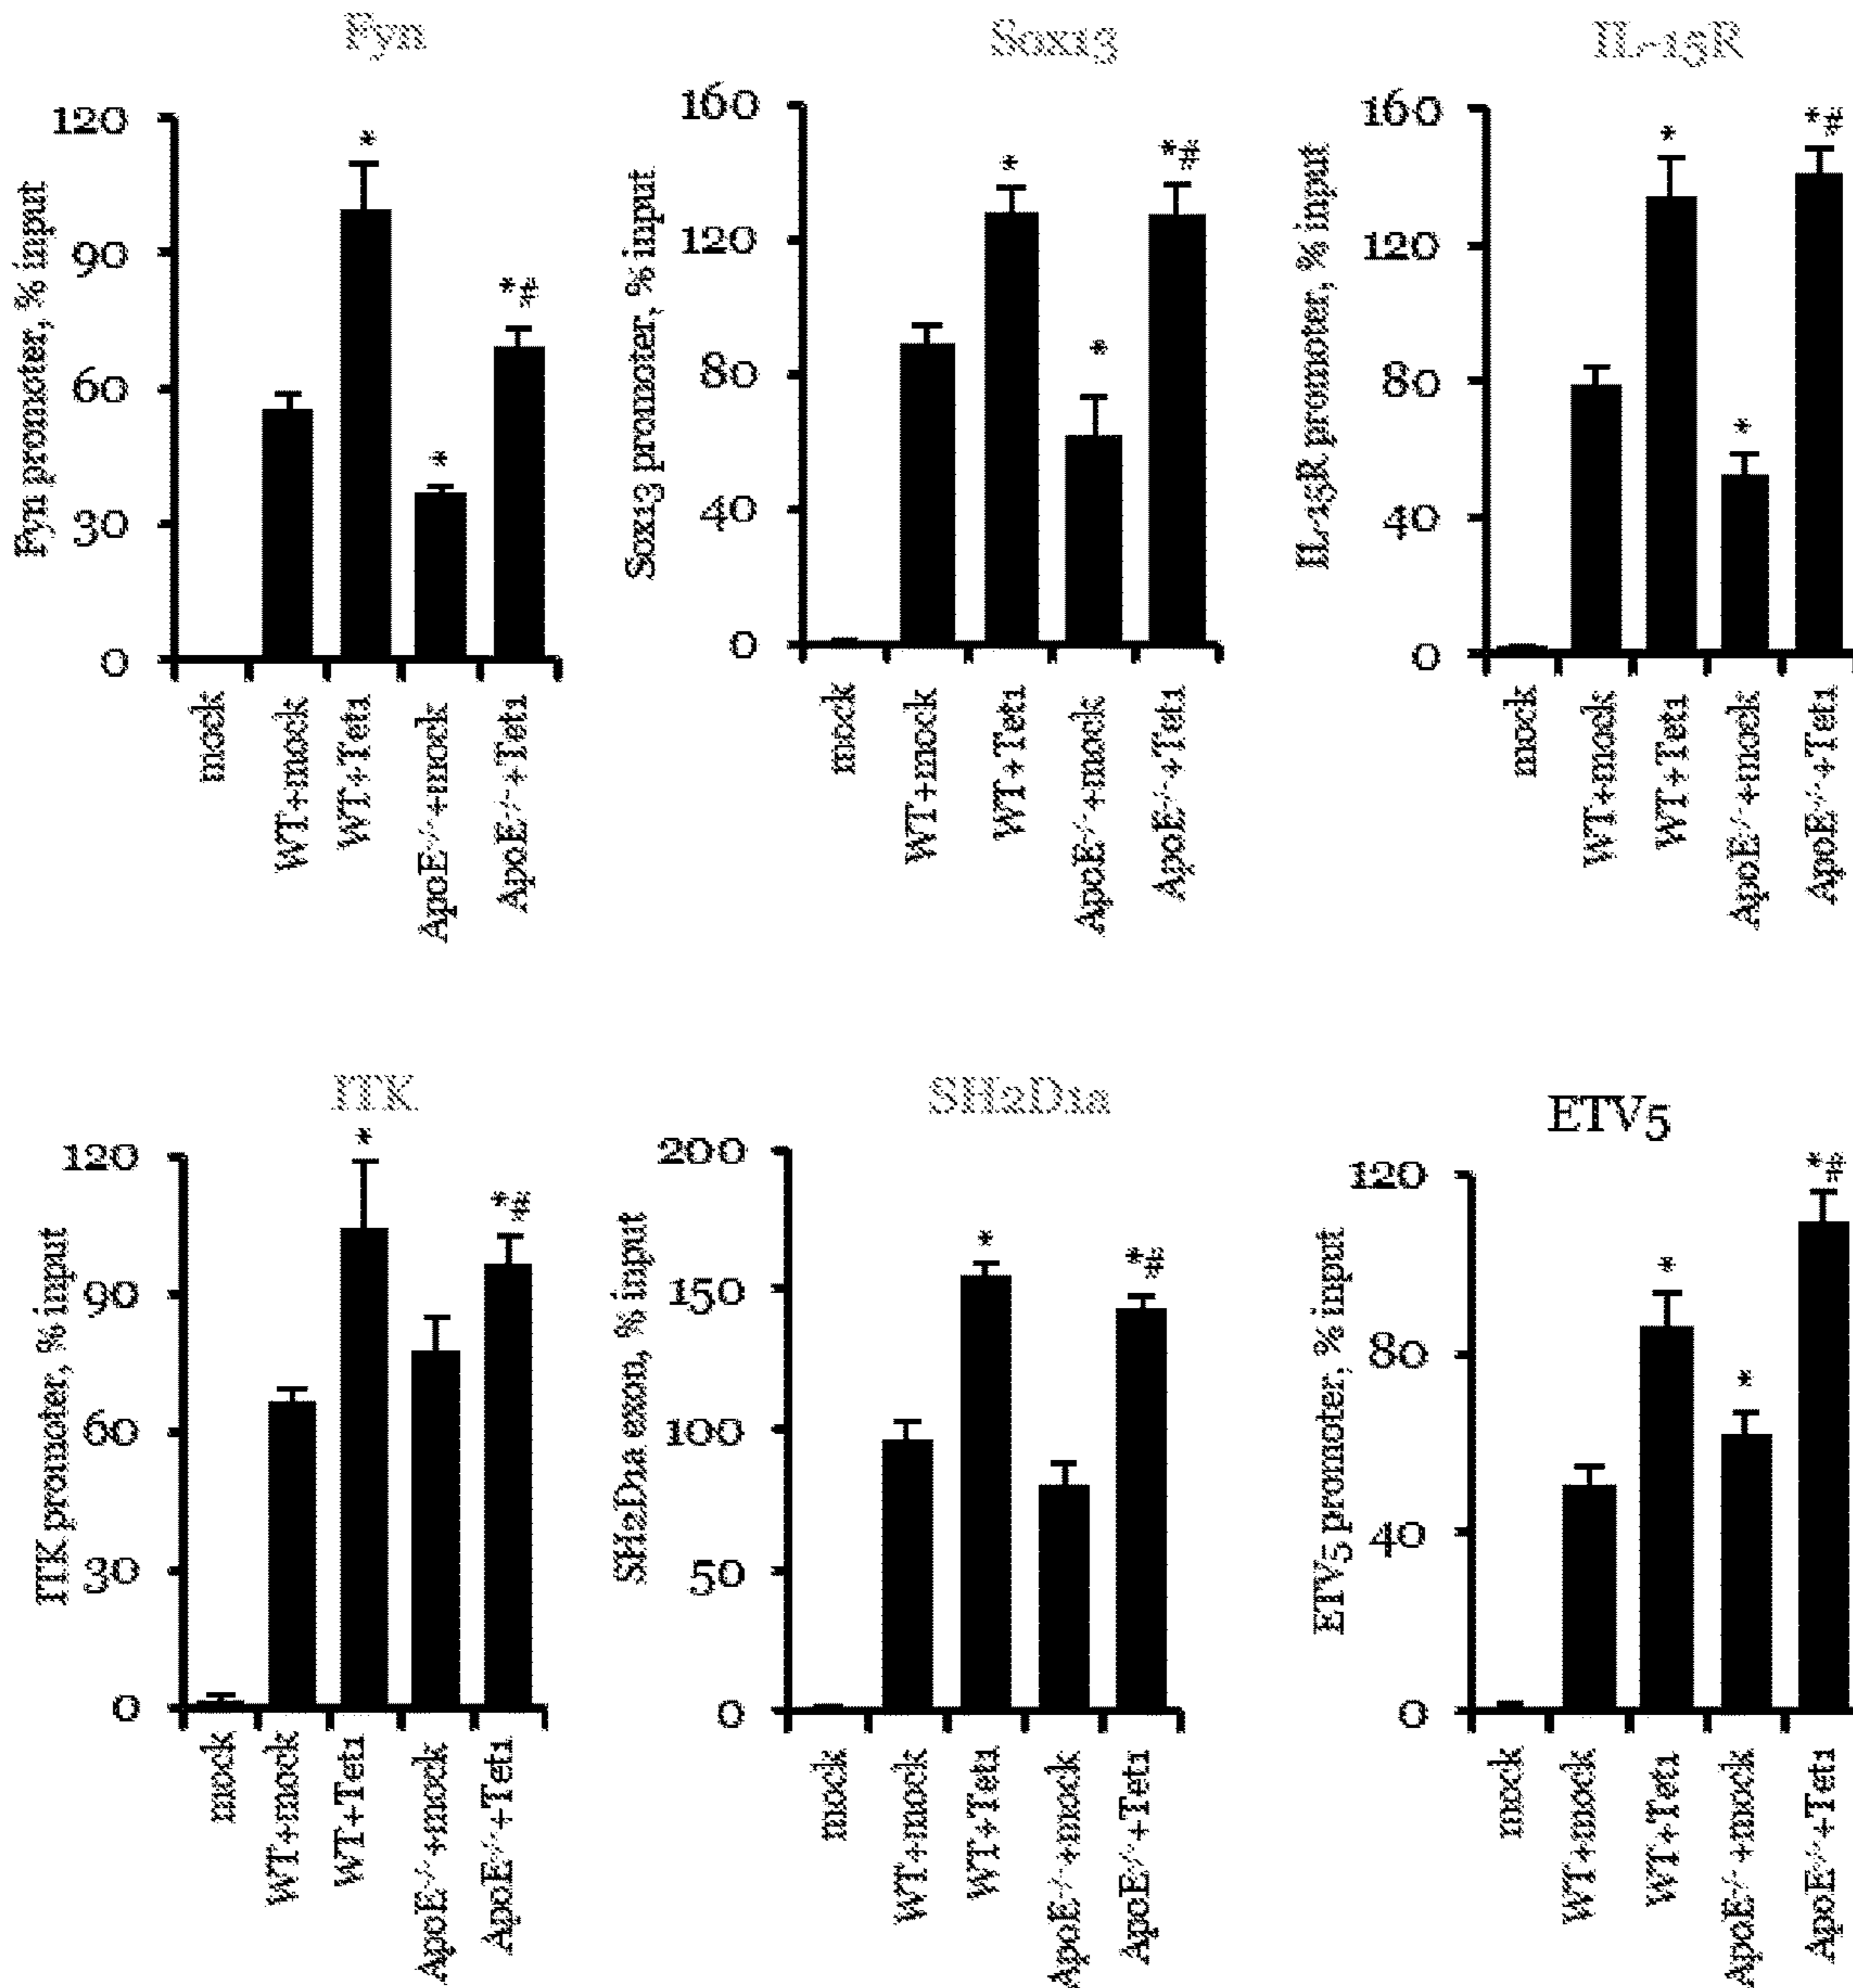 Fyn
Fyn promoter, % input
120
90
60
30
0
*
*
*#
mock
WT+mock
WT+Tet1
ApoE-/-+mock
ApoE-/-+Tet1
Sox13
Sox13 promoter, % input
160
120
80
40
0
*
*
*#
mock
WT+mock
WT+Tet1
ApoE-/-+mock
ApoE-/-+Tet1
IL-15R
IL-15R promoter, % input
160
120
80
40
0
*
*
*#
mock
WT+mock
WT+Tet1
ApoE-/-+mock
ApoE-/-+Tet1
ITK
ITK promoter, % input
120
90
60
30
0
*
*#
mock
WT+mock
WT+Tet1
ApoE-/-+mock
ApoE-/-+Tet1
SH2D1a
SH2D1a exon, % input
200
150
100
50
0
*
*#
mock
WT+mock
WT+Tet1
ApoE-/-+mock
ApoE-/-+Tet1
ETV5
ETV5 promoter, % input
120
80
40
0
*
*
*#
mock
WT+mock
WT+Tet1
ApoE-/-+mock
ApoE-/-+Tet1